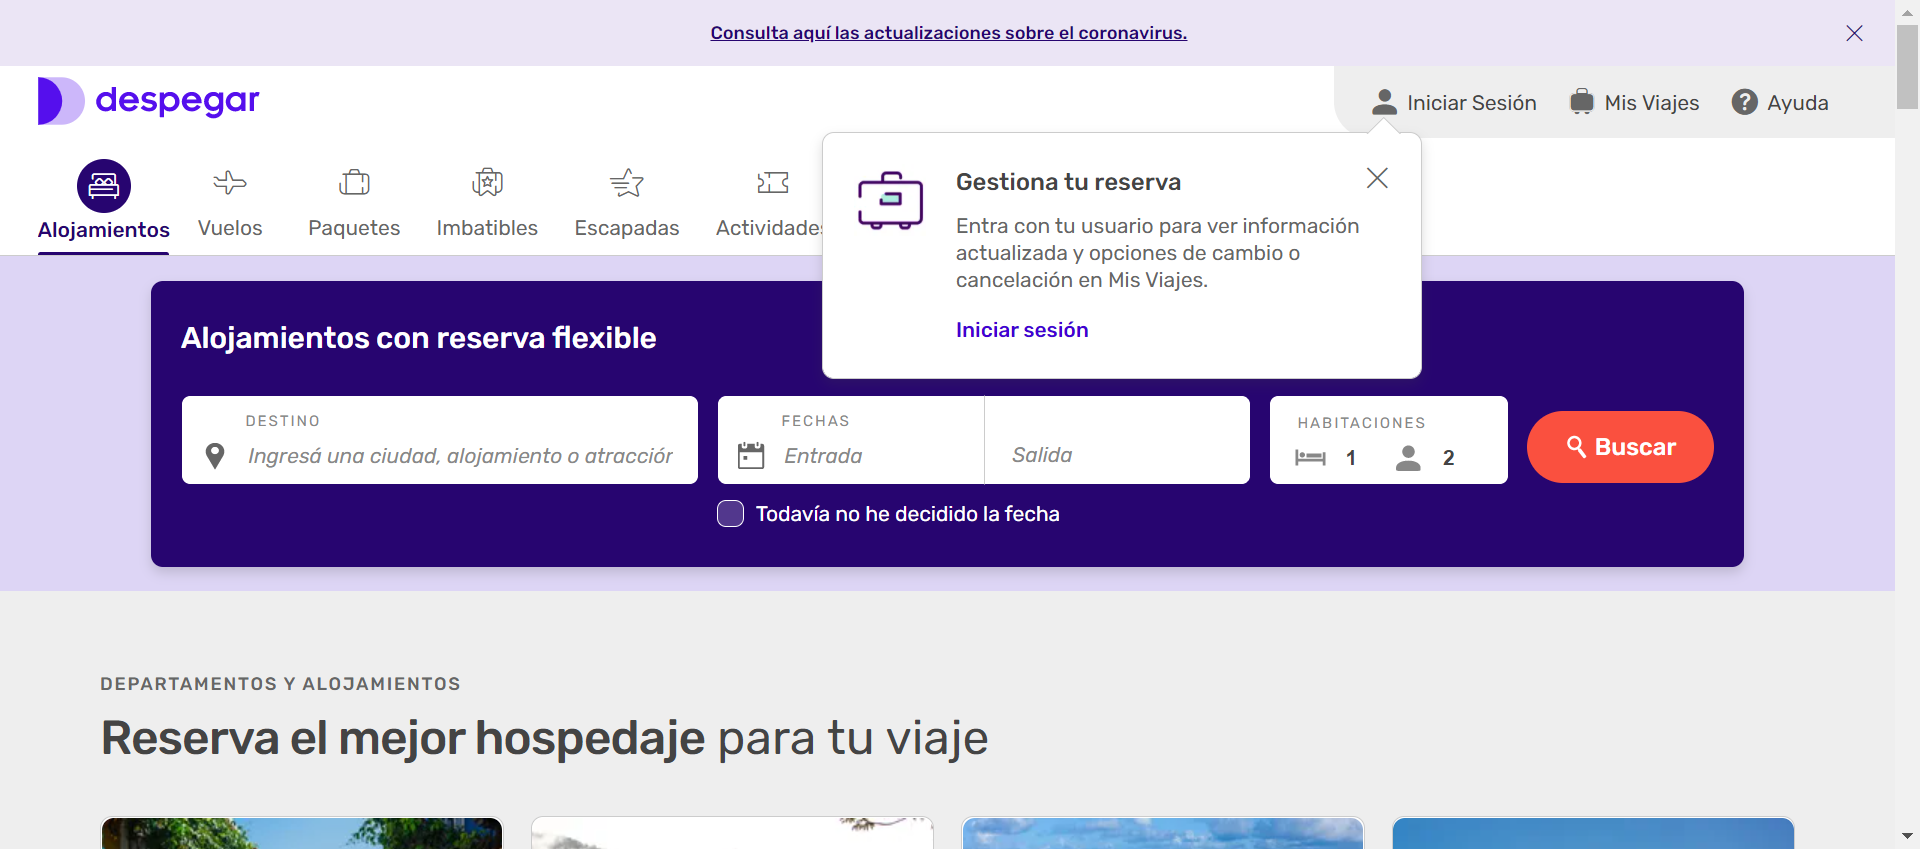 Consulta aquí las actualizaciones sobre el coronavirus.
despegar
Iniciar Sesión
Mis Viajes
? Ayuda
Alojamientos
Vuelos
Paquetes
Imbatibles
Escapadas
Actividades
Gestiona tu reserva
Entra con tu usuario para ver información
actualizada y opciones de cambio o
cancelación en Mis Viajes.
Iniciar sesión
Alojamientos con reserva flexible
DESTINO
Ingresá una ciudad, alojamiento o atracción
FECHAS
Entrada
Salida
HABITACIONES
1
2
Buscar
Todavía no he decidido la fecha
DEPARTAMENTOS Y ALOJAMIENTOS
Reserva el mejor hospedaje para tu viaje